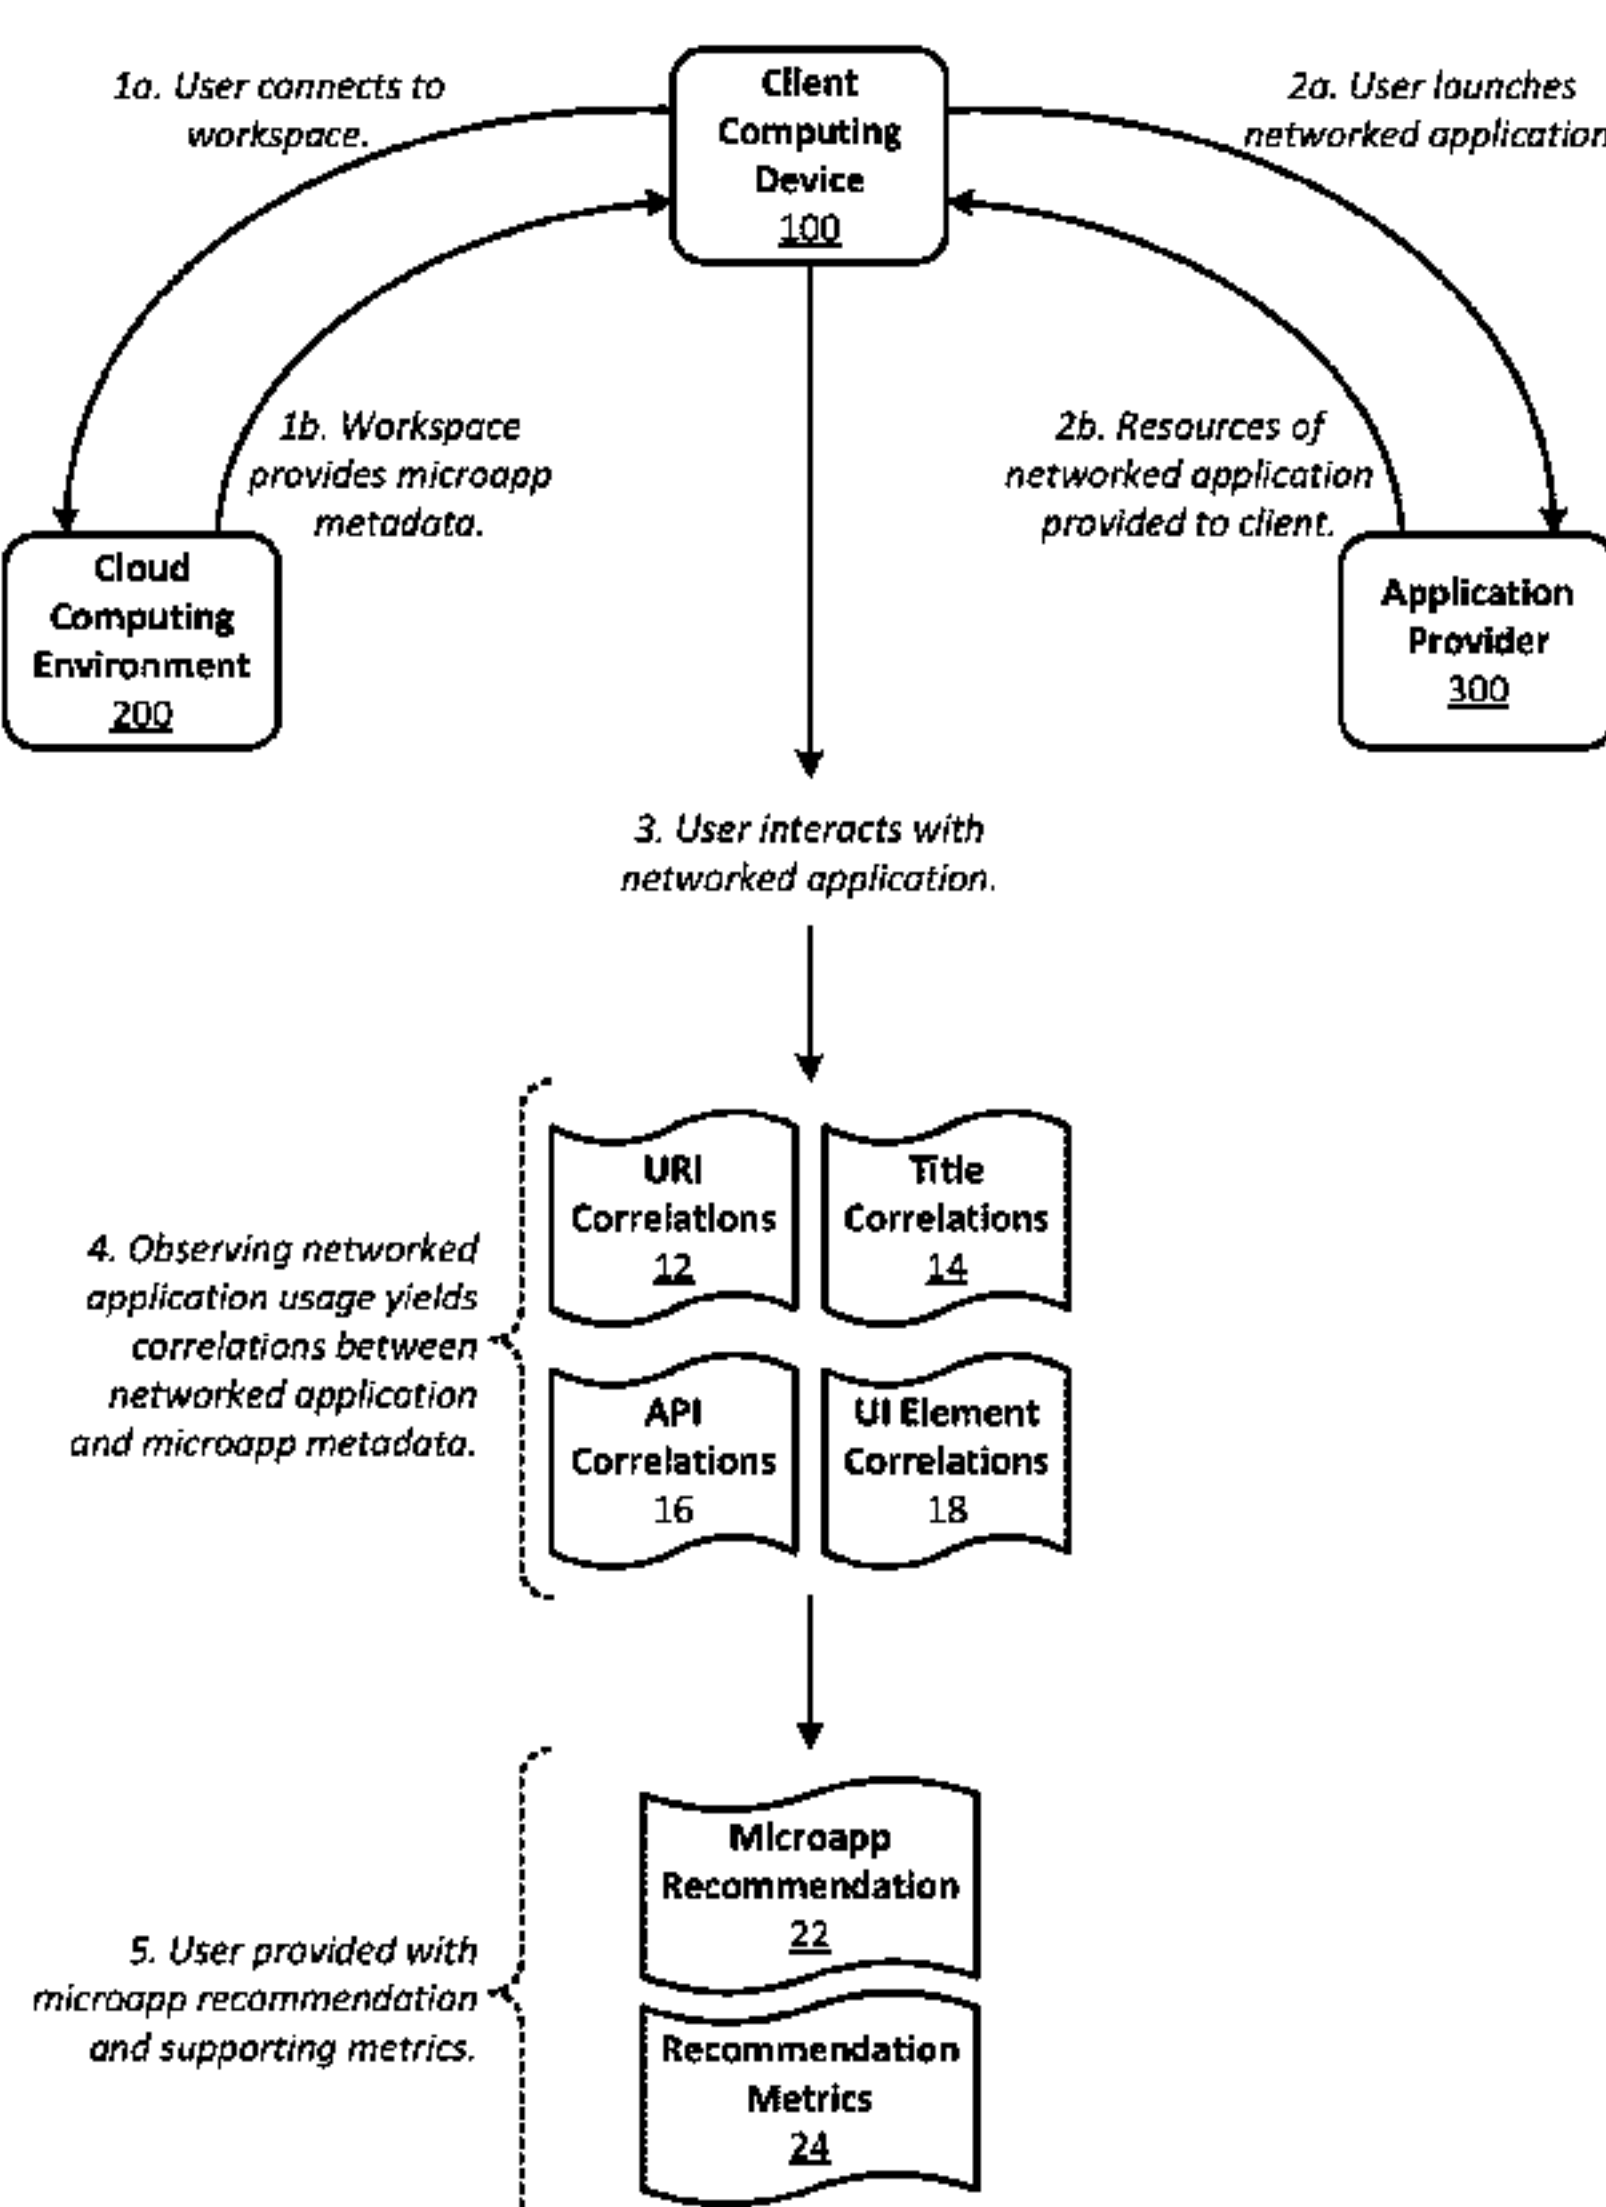 1a. User connects to
workspace.
Client
Computing
Device
100
2a. User launches
networked application
1b. Workspace
provides microapp
metadata.
2b. Resources of
networked application
provided to client.
Cloud
Computing
Environment
200
Application
Provider
300
3. User interacts with
networked application.
URI
Correlations
12
Title
Correlations
14
4. Observing networked
application usage yields
correlations between
networked application
and microapp metadata.
API
Correlations
16
UI Element
Correlations
18
Microapp
Recommendation
22
5. User provided with
microapp recommendation
and supporting metrics.
Recommendation
Metrics
24